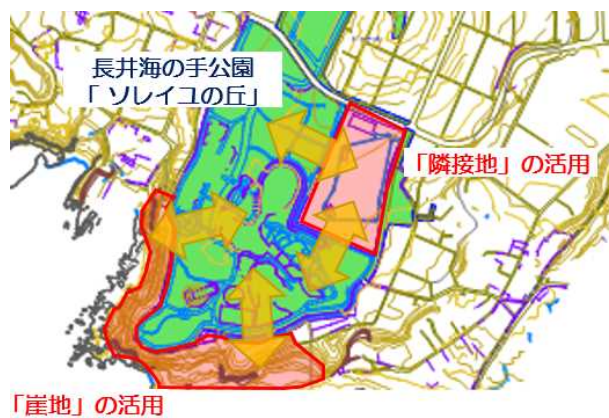 長井海の手公園
「ソレイユの丘」
「隣接地」の活用
「崖地」の活用